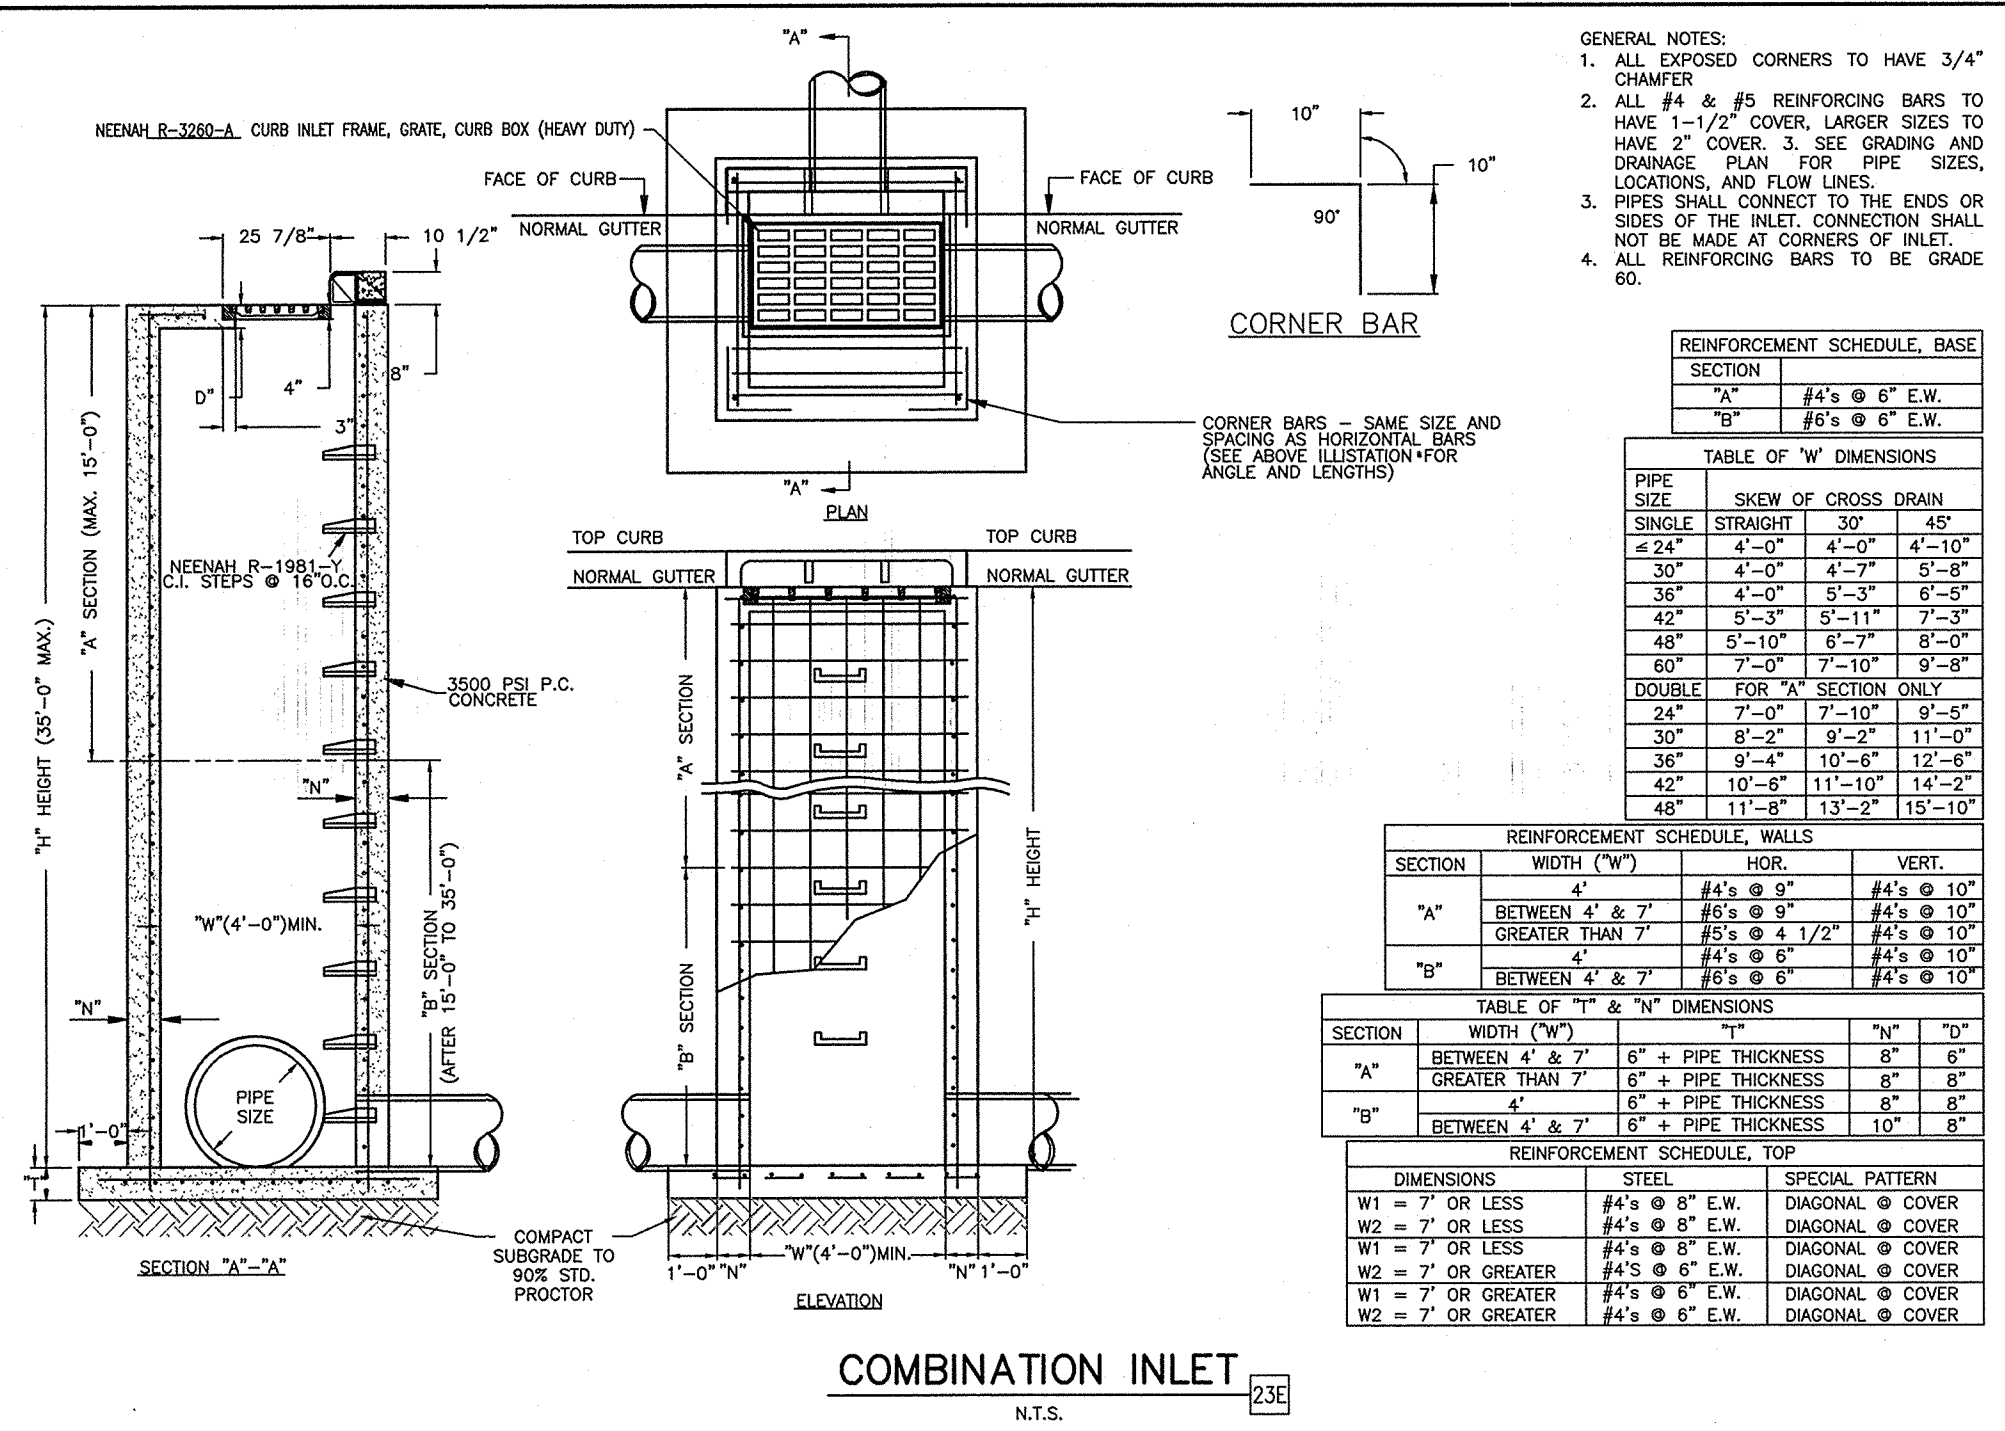 "A"
NEENAH R-3260-A CURB INLET FRAME, GRATE, CURB BOX (HEAVY DUTY)
FACE OF CURB
FACE OF CURB
NORMAL GUTTER
NORMAL GUTTER
"A"
PLAN
CORNER BARS - SAME SIZE AND
SPACING AS HORIZONTAL BARS
(SEE ABOVE ILLISTATION FOR
ANGLE AND LENGTHS)
10"
10"
90°
CORNER BAR
GENERAL NOTES:
1. ALL EXPOSED CORNERS TO HAVE 3/4"
CHAMFER
2. ALL #4 & #5 REINFORCING BARS TO
HAVE 1-1/2" COVER, LARGER SIZES TO
HAVE 2" COVER. 3. SEE GRADING AND
DRAINAGE PLAN FOR PIPE SIZES,
LOCATIONS, AND FLOW LINES.
3. PIPES SHALL CONNECT TO THE ENDS OR
SIDES OF THE INLET. CONNECTION SHALL
NOT BE MADE AT CORNERS OF INLET.
4. ALL REINFORCING BARS TO BE GRADE
60.
25 7/8"
10 1/2"
8"
4"
D"
3"
"H" HEIGHT (35'-0" MAX.)
"A" SECTION (MAX. 15'-0")
NEENAH R-1981-Y
C.I. STEPS @ 16"O.C.
3500 PSI P.C.
CONCRETE
"N"
"W"(4'-0")MIN.
"B" SECTION
(AFTER 15'-0" TO 35'-0")
"N"
PIPE
SIZE
1'-0"
"T"
SECTION "A"-"A"
COMPACT
SUBGRADE TO
90% STD.
PROCTOR
TOP CURB
TOP CURB
NORMAL GUTTER
NORMAL GUTTER
"A" SECTION
"B" SECTION
"H" HEIGHT
1'-0" "N" "W"(4'-0")MIN. "N" 1'-0"
ELEVATION
REINFORCEMENT SCHEDULE, BASE
SECTION
"A" #4's @ 6" E.W.
"B" #6's @ 6" E.W.
TABLE OF 'W' DIMENSIONS
PIPE
SIZE SKEW OF CROSS DRAIN
SINGLE STRAIGHT 30° 45°
≤24" 4'-0" 4'-0" 4'-10"
30" 4'-0" 4'-7" 5'-8"
36" 4'-0" 5'-3" 6'-5"
42" 5'-3" 5'-11" 7'-3"
48" 5'-10" 6'-7" 8'-0"
60" 7'-0" 7'-10" 9'-8"
DOUBLE FOR "A" SECTION ONLY
24" 7'-0" 7'-10" 9'-5"
30" 8'-2" 9'-2" 11'-0"
36" 9'-4" 10'-6" 12'-6"
42" 10'-6" 11'-10" 14'-2"
48" 11'-8" 13'-2" 15'-10"
REINFORCEMENT SCHEDULE, WALLS
SECTION WIDTH ("W") HOR. VERT.
"A" 4' #4's @ 9" #4's @ 10"
BETWEEN 4' & 7' #6's @ 9" #4's @ 10"
GREATER THAN 7' #5's @ 4 1/2" #4's @ 10"
"B" 4' #4's @ 6" #4's @ 10"
BETWEEN 4' & 7' #6's @ 6" #4's @ 10"
TABLE OF "T" & "N" DIMENSIONS
SECTION WIDTH ("W") "T" "N" "D"
"A" BETWEEN 4' & 7' 6" + PIPE THICKNESS 8" 6"
GREATER THAN 7' 6" + PIPE THICKNESS 8" 8"
"B" 4' 6" + PIPE THICKNESS 8" 8"
BETWEEN 4' & 7' 6" + PIPE THICKNESS 10" 8"
REINFORCEMENT SCHEDULE, TOP
DIMENSIONS STEEL SPECIAL PATTERN
W1 = 7' OR LESS #4's @ 8" E.W. DIAGONAL @ COVER
W2 = 7' OR LESS #4's @ 8" E.W. DIAGONAL @ COVER
W1 = 7' OR LESS #4's @ 8" E.W. DIAGONAL @ COVER
W2 = 7' OR GREATER #4'S @ 6" E.W. DIAGONAL @ COVER
W1 = 7' OR GREATER #4's @ 6" E.W. DIAGONAL @ COVER
W2 = 7' OR GREATER #4's @ 6" E.W. DIAGONAL @ COVER
COMBINATION INLET 23E
N.T.S.